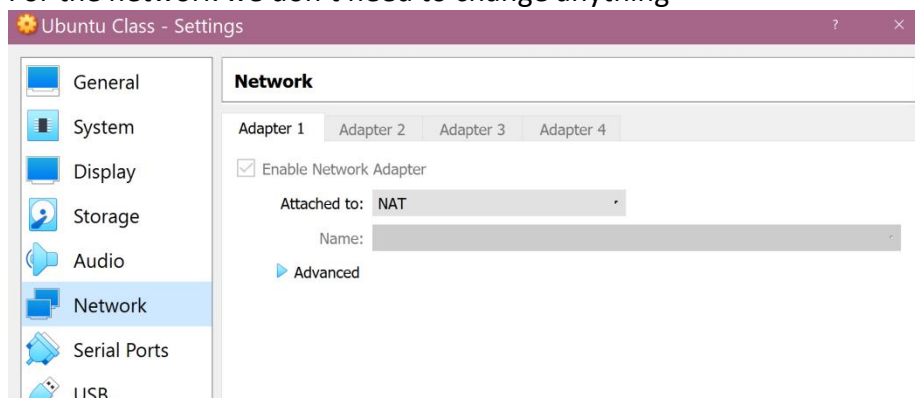 For the network we don't need to change anything
Ubuntu Class - Settings
?
×
General
System
Display
Storage
Audio
Network
Serial Ports
USB
Network
Adapter 1 Adapter 2 Adapter 3 Adapter 4
Enable Network Adapter
Attached to: NAT
Name:
Advanced